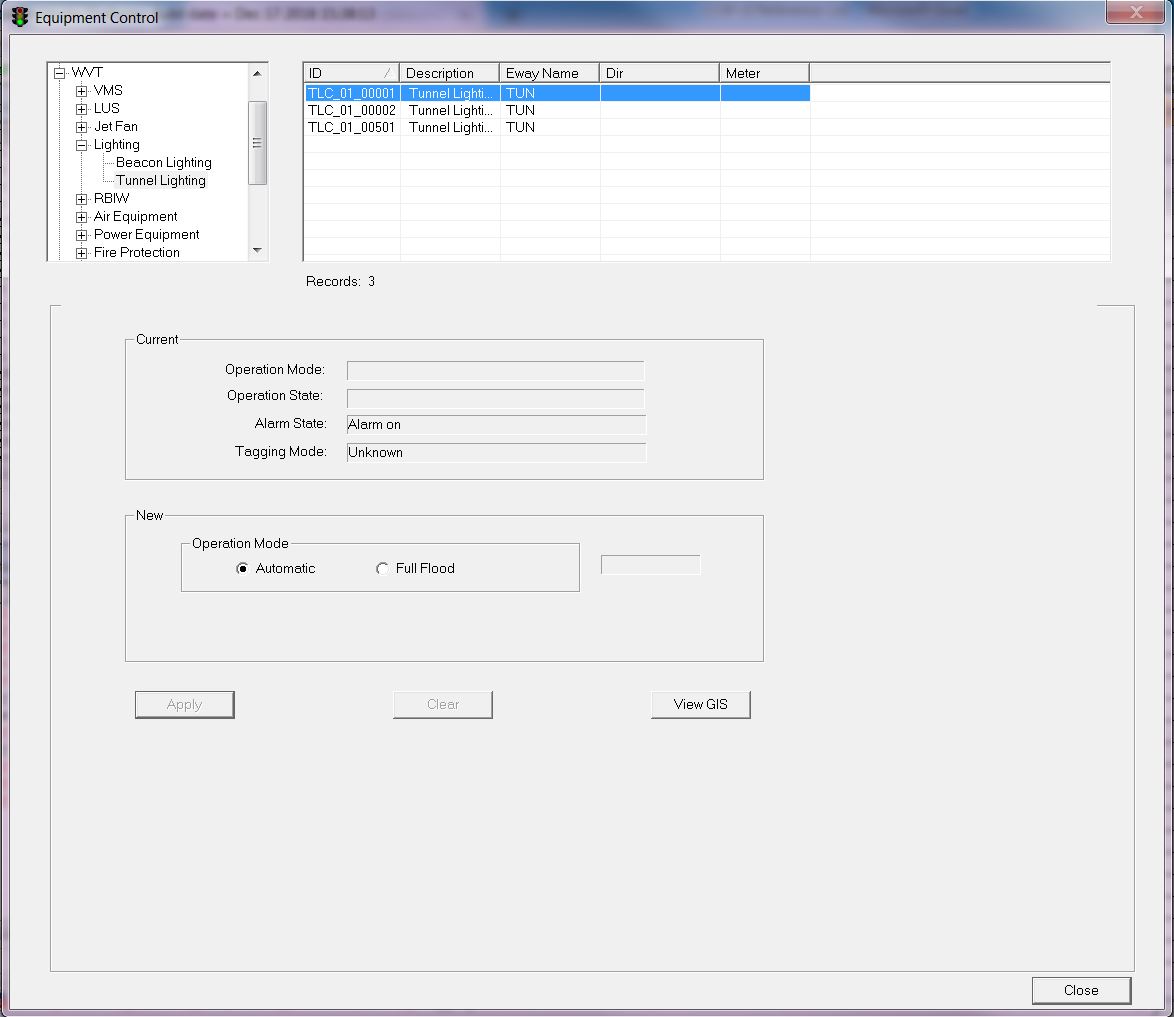 Equipment Control
WVT
VMS
LUS
Jet Fan
Lighting
Beacon Lighting
Tunnel Lighting
RBIW
Air Equipment
Power Equipment
Fire Protection
ID Description Eway Name Dir Meter
TLC_01_00001 Tunnel Lighti... TUN
TLC_01_00002 Tunnel Lighti... TUN
TLC_01_00501 Tunnel Lighti... TUN
Records: 3
Current
Operation Mode:
Operation State:
Alarm State: Alarm on
Tagging Mode: Unknown
New
Operation Mode
Automatic Full Flood
Apply Clear View GIS
Close